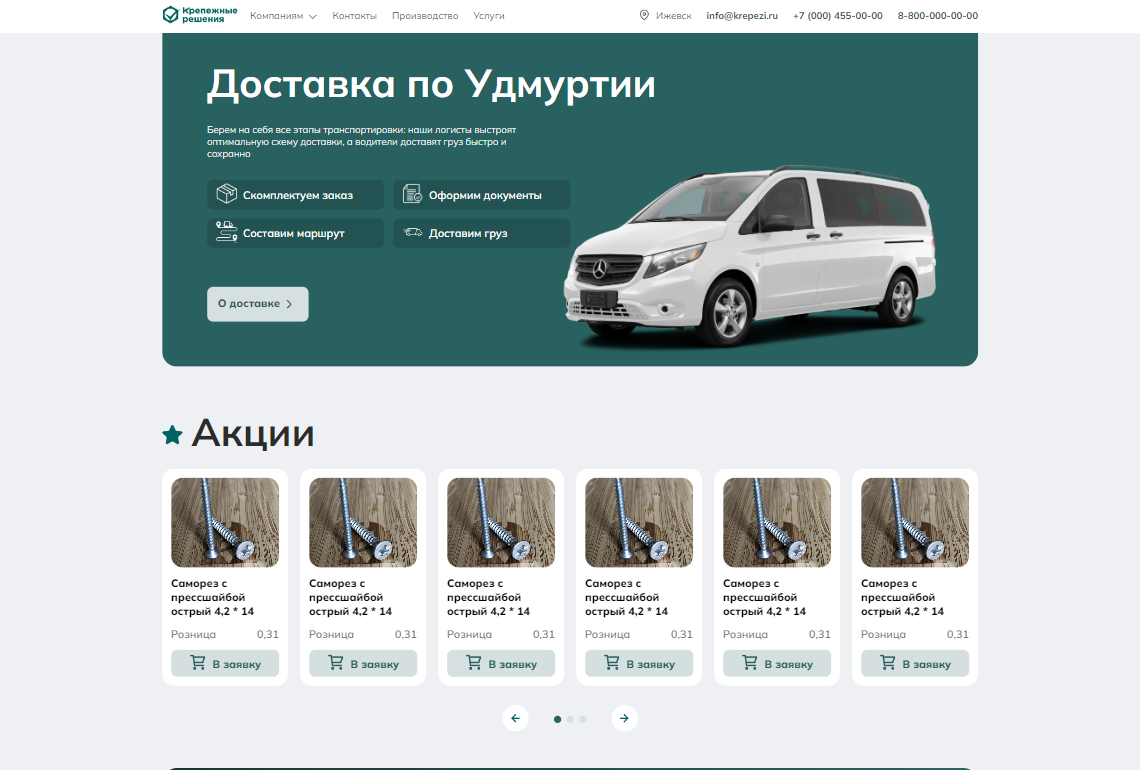 Крепежные
решения
Компаниям Контакты Производство Услуги Ижевск info@krepezi.ru +7 (000) 455-00-00 8-800-000-00-00
Доставка по Удмуртии
Берем на себя все этапы транспортировки: наши логисты выстроят
оптимальную схему доставки, а водители доставят груз быстро и
сохранно
Скомплектуем заказ Оформим документы
Составим маршрут Доставим груз
О доставке
Акции
Саморез с
прессшайбой
острый 4,2 * 14
Розница 0,31
В заявку
Саморез с
прессшайбой
острый 4,2 * 14
Розница 0,31
В заявку
Саморез с
прессшайбой
острый 4,2 * 14
Розница 0,31
В заявку
Саморез с
прессшайбой
острый 4,2 * 14
Розница 0,31
В заявку
Саморез с
прессшайбой
острый 4,2 * 14
Розница 0,31
В заявку
Саморез с
прессшайбой
острый 4,2 * 14
Розница 0,31
В заявку